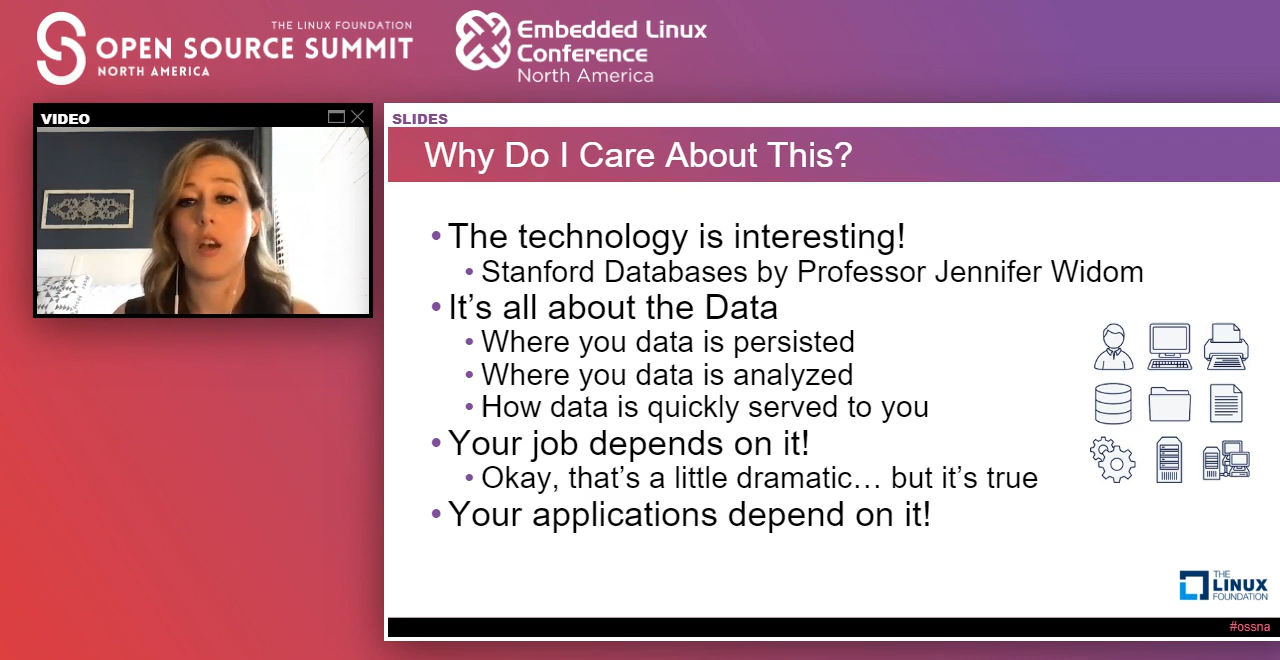 THE LINUX FOUNDATION
OPEN SOURCE SUMMIT
NORTH AMERICA
Embedded Linux
Conference
North America
VIDEO
SLIDES
Why Do I Care About This?
• The technology is interesting!
• Stanford Databases by Professor Jennifer Widom
• It's all about the Data
• Where you data is persisted
• Where you data is analyzed
• How data is quickly served to you
• Your job depends on it!
• Okay, that's a little dramatic… but it's true
• Your applications depend on it!
THE
LINUX
FOUNDATION
#ossna